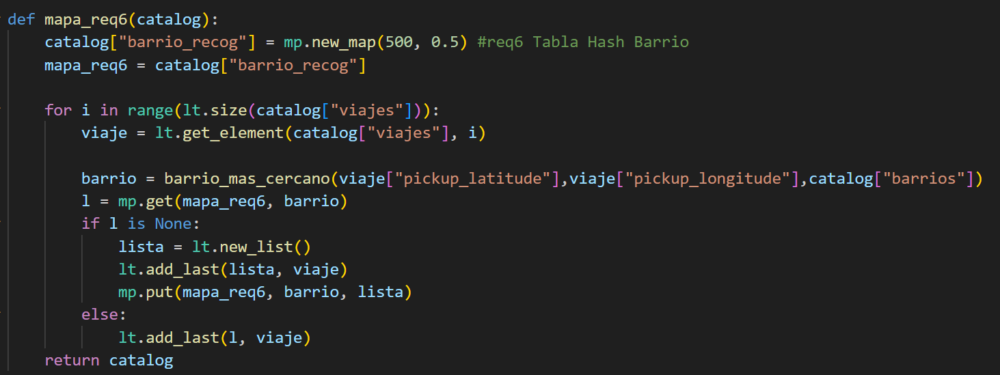 def mapa_req6(catalog):
    catalog["barrio_recog"] = mp.new_map(500, 0.5) #req6 Tabla Hash Barrio
    mapa_req6 = catalog["barrio_recog"]

    for i in range(lt.size(catalog["viajes"])):
        viaje = lt.get_element(catalog["viajes"], i)

        barrio = barrio_mas_cercano(viaje["pickup_latitude"],viaje["pickup_longitude"],catalog["barrios"])
        l = mp.get(mapa_req6, barrio)
        if l is None:
            lista = lt.new_list()
            lt.add_last(lista, viaje)
            mp.put(mapa_req6, barrio, lista)
        else:
            lt.add_last(l, viaje)
    return catalog